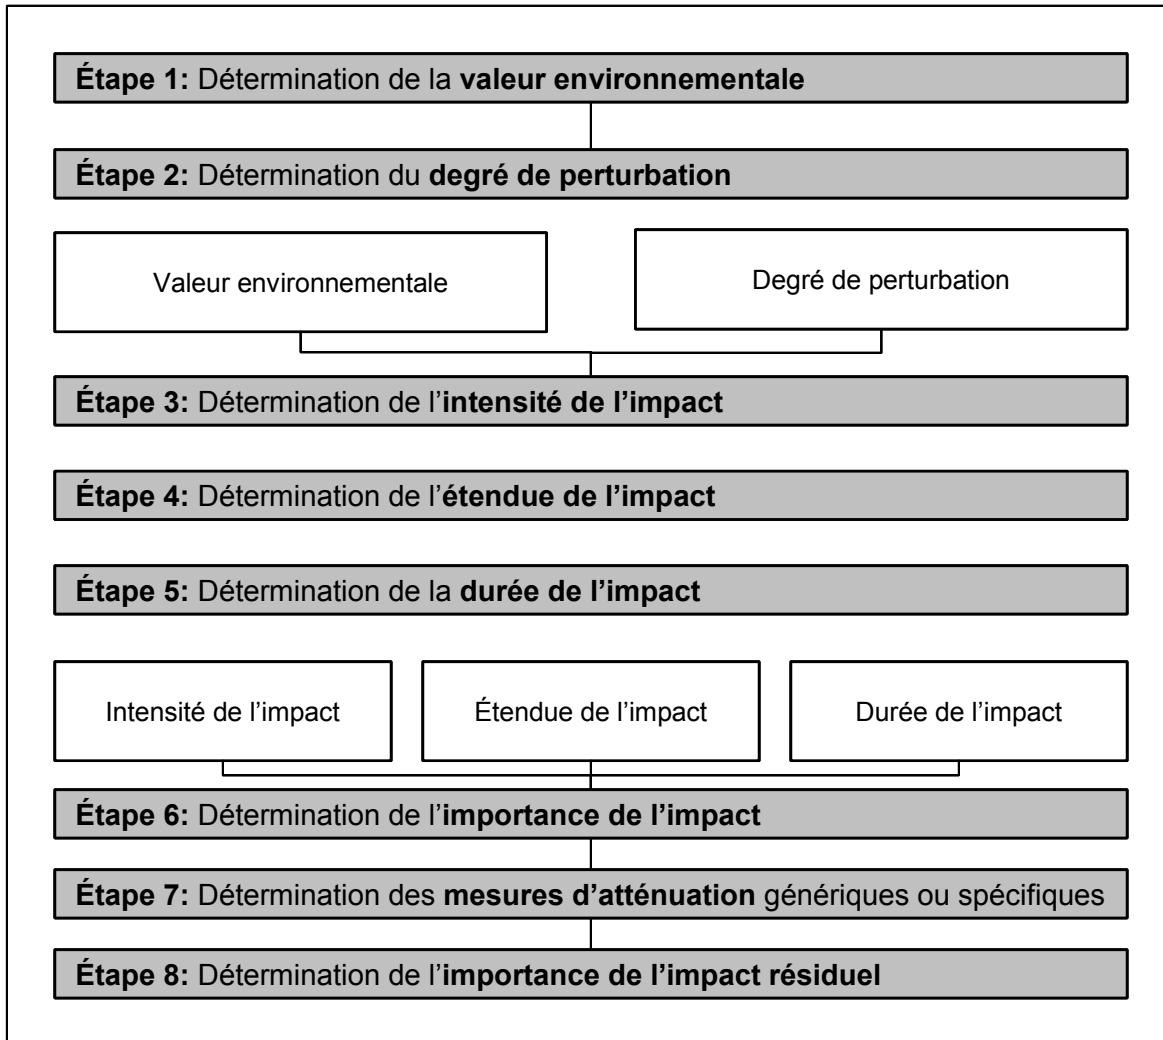 Étape 1: Détermination de la valeur environnementale
Étape 2: Détermination du degré de perturbation
Valeur environnementale
Degré de perturbation
Étape 3: Détermination de l’intensité de l’impact
Étape 4: Détermination de l’étendue de l’impact
Étape 5: Détermination de la durée de l’impact
Intensité de l’impact
Étendue de l’impact
Durée de l’impact
Étape 6: Détermination de l’importance de l’impact
Étape 7: Détermination des mesures d’atténuation génériques ou spécifiques
Étape 8: Détermination de l’importance de l’impact résiduel